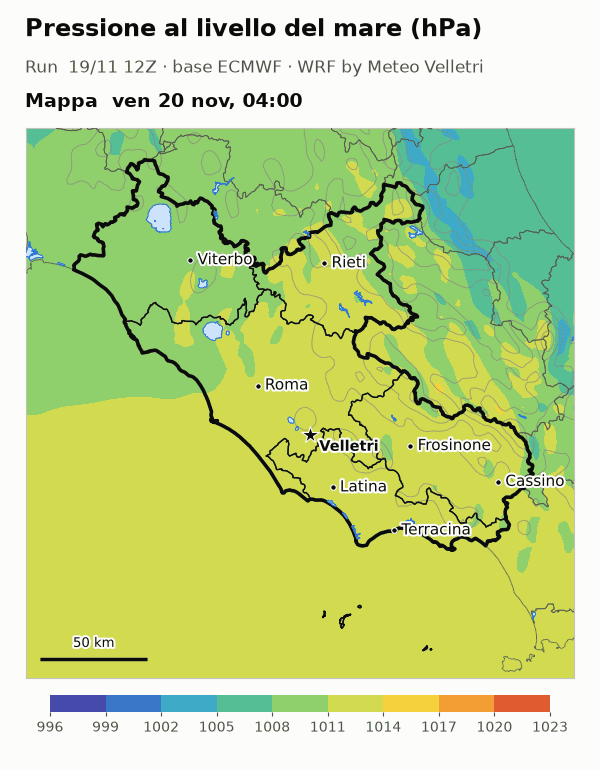 Pressione al livello del mare (hPa)
Run  19/11 12Z · base ECMWF · WRF by Meteo Velletri
Mappa  ven 20 nov, 04:00
Viterbo
Rieti
Roma
Velletri
Frosinone
Cassino
Latina
Terracina
50 km
996 999 1002 1005 1008 1011 1014 1017 1020 1023